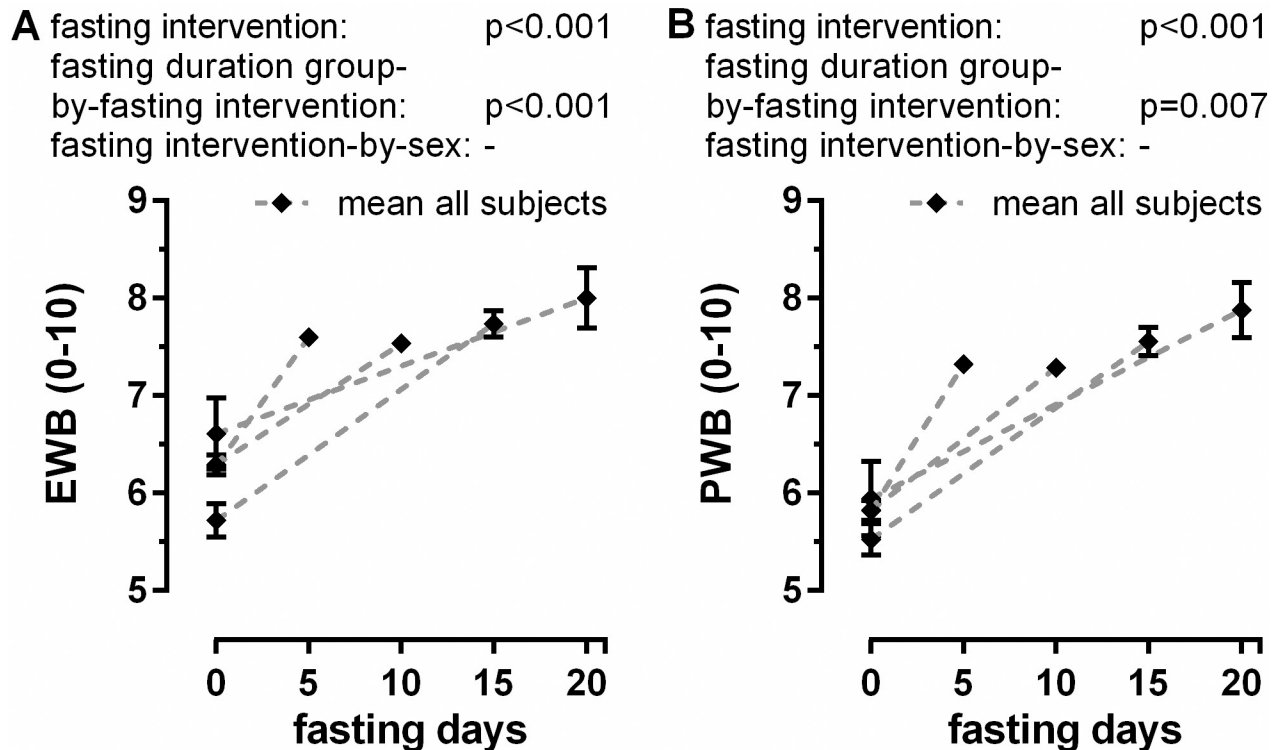 A fasting intervention: p<0.001
fasting duration group-
by-fasting intervention: p<0.001
fasting intervention-by-sex: -
mean all subjects
9
8
7
6
5
EWB (0-10)
0 5 10 15 20
fasting days
B fasting intervention: p<0.001
fasting duration group-
by-fasting intervention: p=0.007
fasting intervention-by-sex: -
mean all subjects
9
8
7
6
5
PWB (0-10)
0 5 10 15 20
fasting days